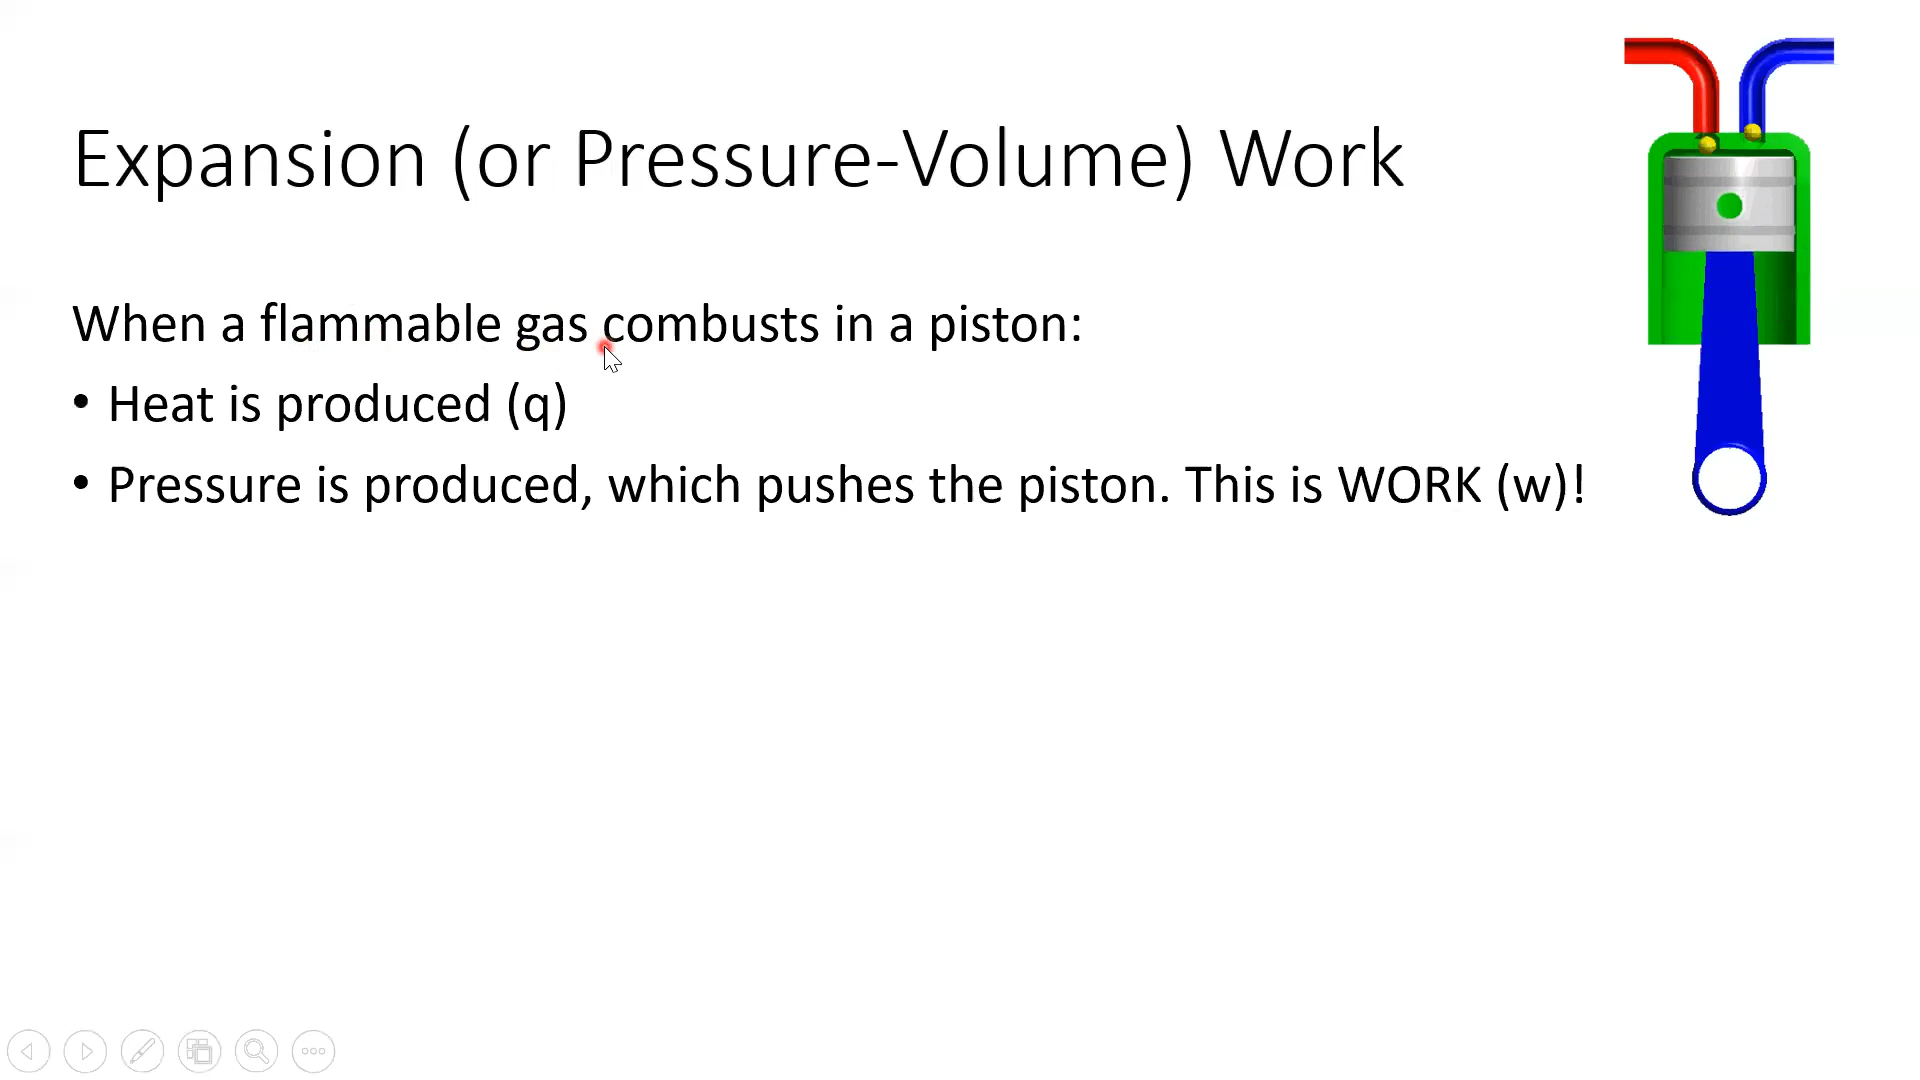 Expansion (or Pressure-Volume) Work
When a flammable gas combusts in a piston:
• Heat is produced (q)
• Pressure is produced, which pushes the piston. This is WORK (w)!